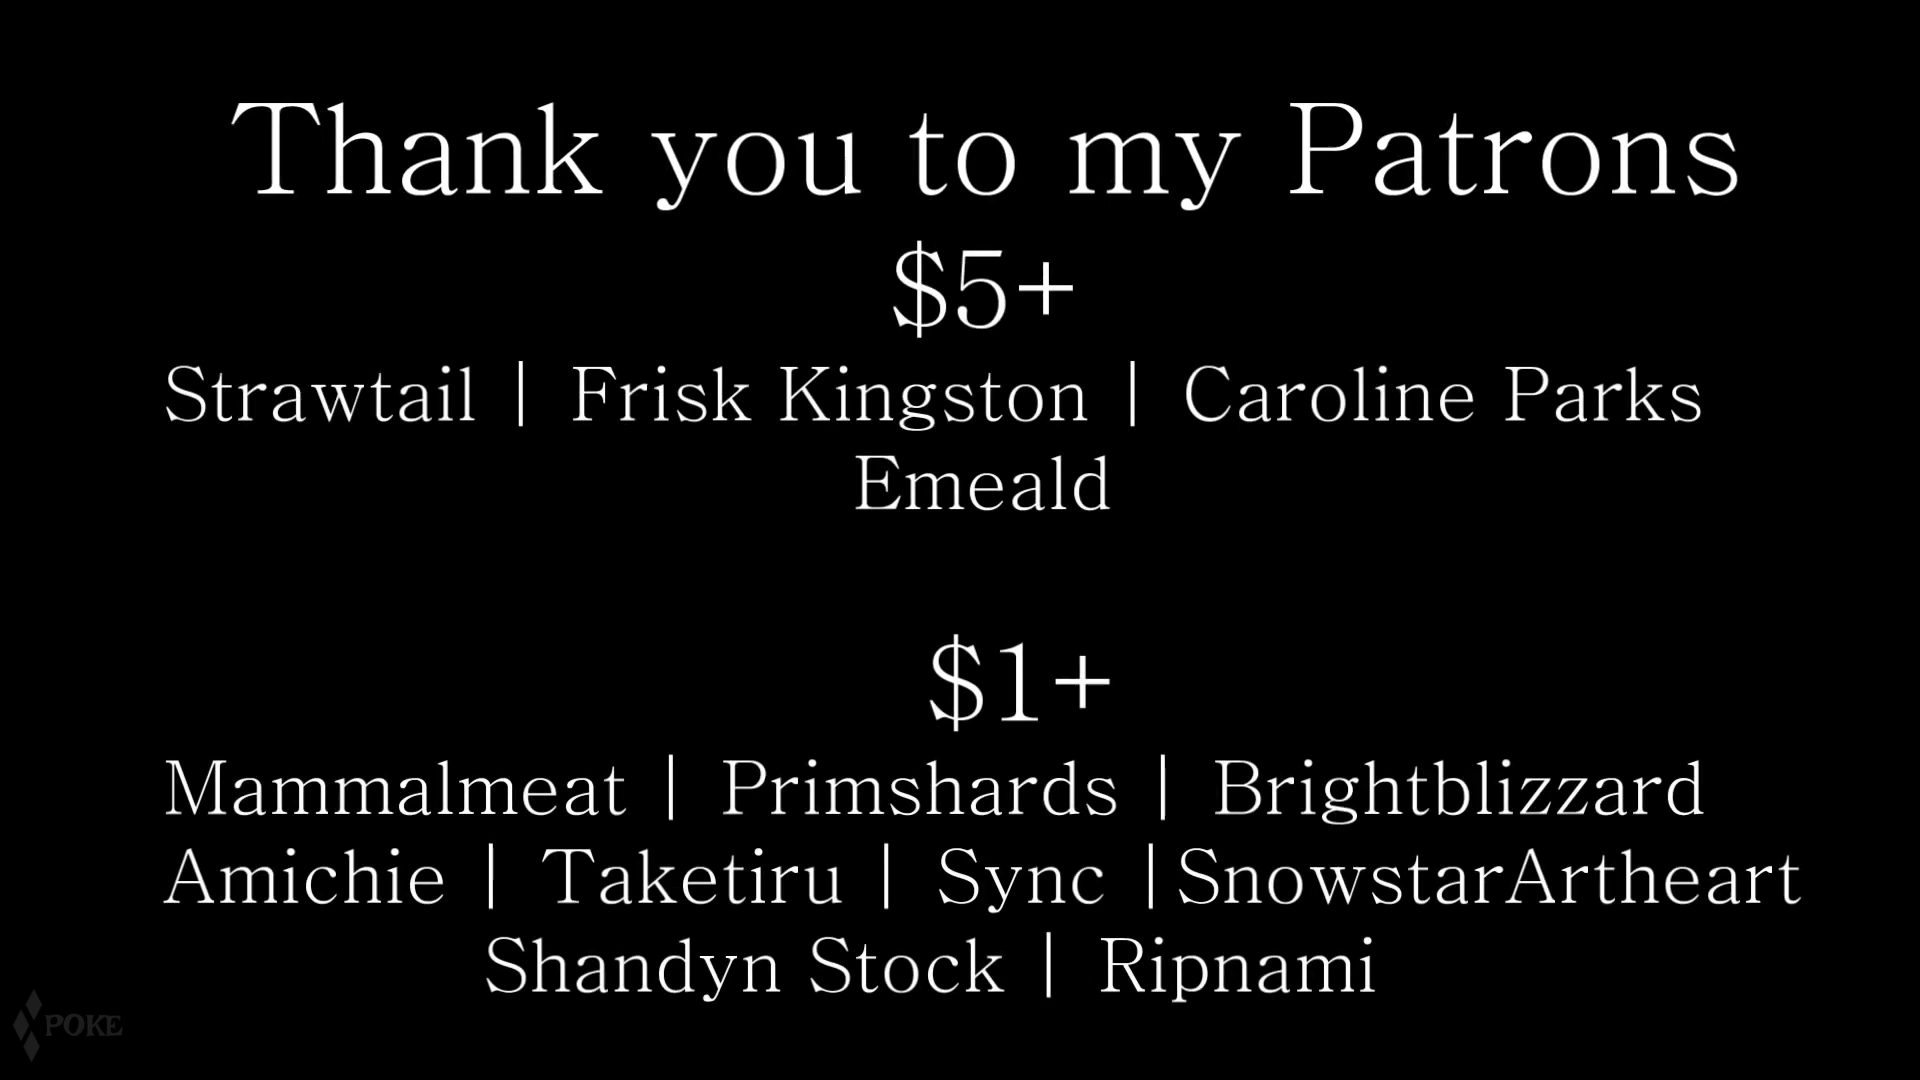 Thank you to my Patrons
$5+
Strawtail | Frisk Kingston | Caroline Parks
Emeald
$1+
Mammalmeat | Primshards | Brightblizzard
Amichie | Taketiru | Sync |SnowstarArtheart
Shandyn Stock | Ripnami
POKE